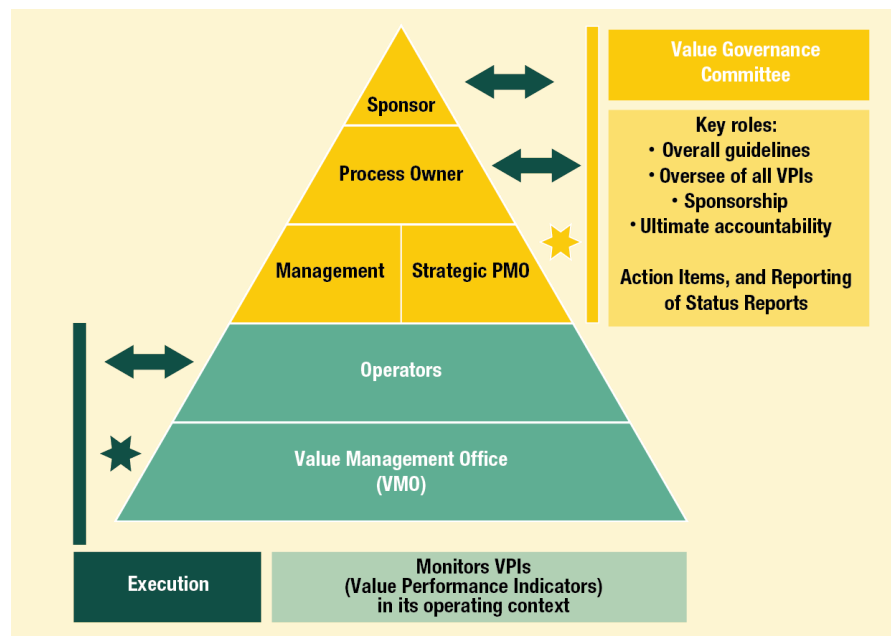 Value Governance
Committee
Sponsor
Key roles:
• Overall guidelines
• Oversee of all VPIs
• Sponsorship
• Ultimate accountability
Action Items, and Reporting
of Status Reports
Process Owner
Management
Strategic PMO
Operators
Value Management Office
(VMO)
Execution
Monitors VPIs
(Value Performance Indicators)
in its operating context